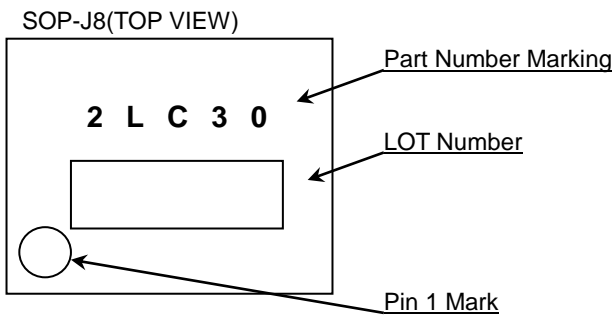 SOP-J8(TOP VIEW)
Part Number Marking
2 L C 3 0
LOT Number
Pin 1 Mark